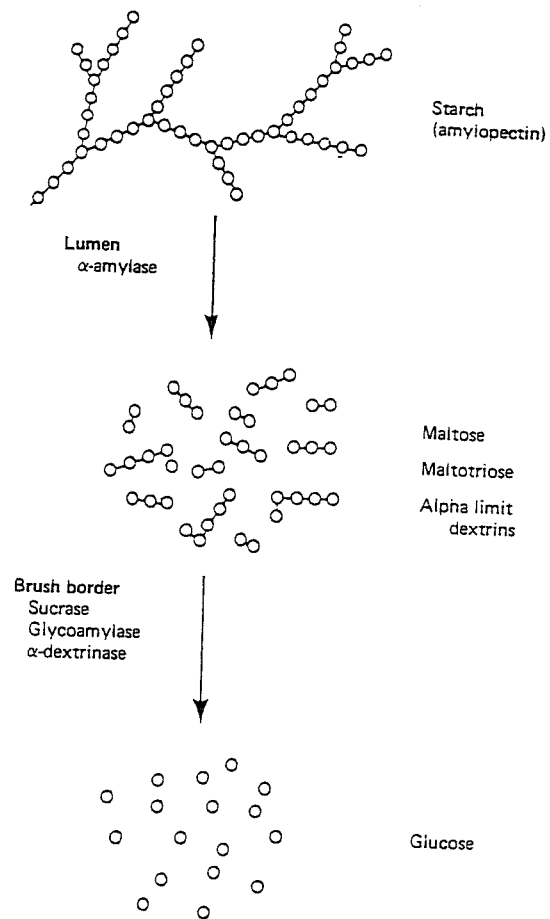 Starch
(amylopectin)
Lumen
α-amylase
Maltose
Maltotriose
Alpha limit
dextrins
Brush border
Sucrase
Glycoamylase
α-dextrinase
Glucose